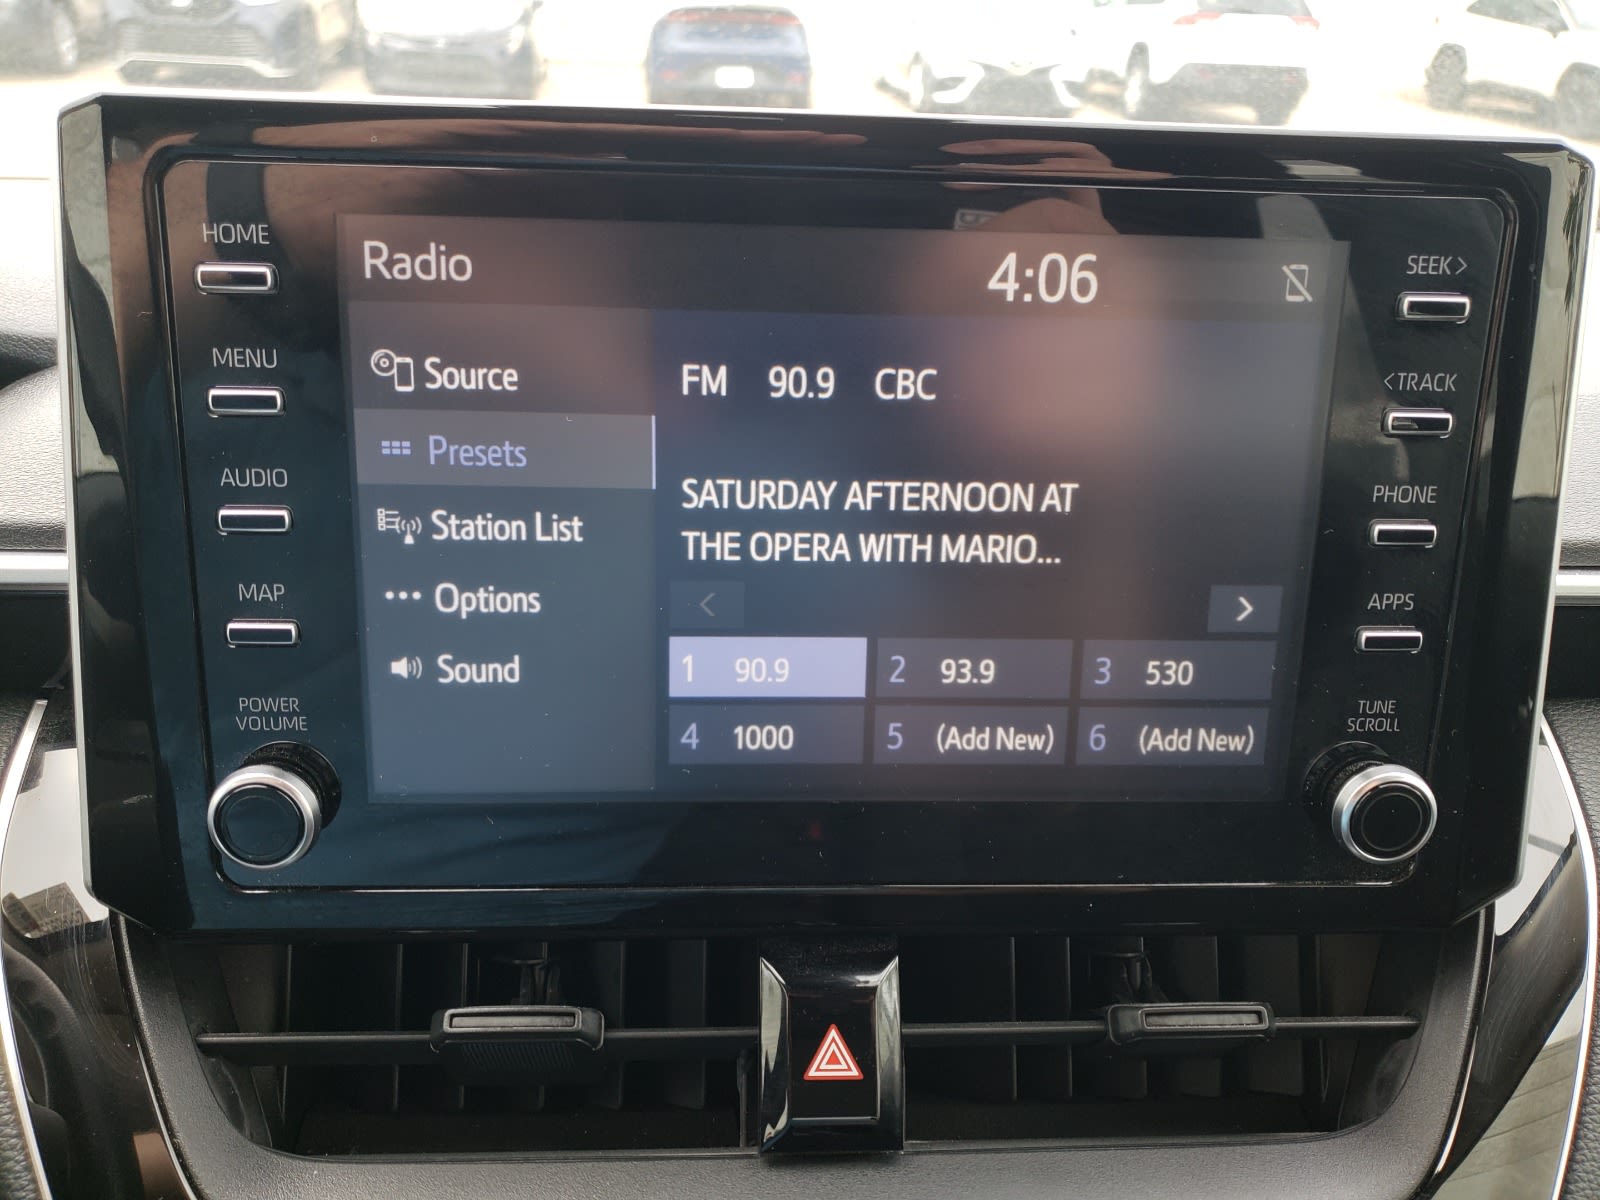 HOME
MENU
AUDIO
MAP
POWER
VOLUME
Radio
4:06
Source
Presets
Station List
Options
Sound
FM 90.9 CBC
SATURDAY AFTERNOON AT
THE OPERA WITH MARIO...
<
>
1 90.9
2 93.9
3 530
4 1000
5 (Add New)
6 (Add New)
SEEK>
<TRACK
PHONE
APPS
TUNE
SCROLL